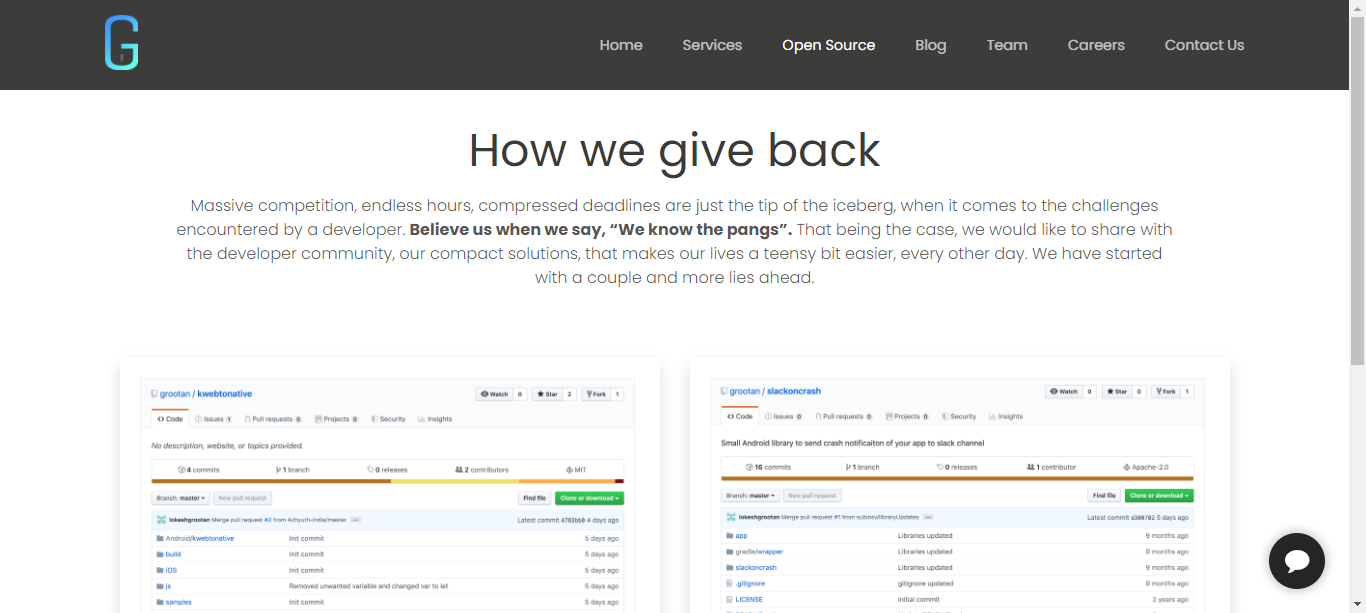 G
Home Services Open Source Blog Team Careers Contact Us
How we give back
Massive competition, endless hours, compressed deadlines are just the tip of the iceberg, when it comes to the challenges
encountered by a developer. Believe us when we say, “We know the pangs”. That being the case, we would like to share with
the developer community, our compact solutions, that makes our lives a teensy bit easier, every other day. We have started
with a couple and more lies ahead.
grootan / kwebtonative
Watch 0 Star 2 Fork 1
Code Issues 1 Pull requests 0 Projects 0 Security Insights
No description, website, or topics provided.
4 commits 1 branch 0 releases 2 contributors MIT
Branch: master New pull request Find file Clone or download
lokeshgrootan Merge pull request #2 from Achyuth-India/master Latest commit 4783bb0 4 days ago
Android/kwebtonative Init commit 5 days ago
build Init commit 5 days ago
iOS Init commit 5 days ago
js Removed unwanted variable and changed var to let 5 days ago
samples Init commit 5 days ago
grootan / slackoncrash
Watch 0 Star 0 Fork 1
Code Issues 0 Pull requests 0 Projects 0 Security Insights
Small Android library to send crash notificaiton of your app to slack channel
16 commits 1 branch 0 releases 1 contributor Apache-2.0
Branch: master New pull request Find file Clone or download
lokeshgrootan Merge pull request #1 from subinsv/libraryUpdates Latest commit d308702 5 days ago
app Libraries updated 9 months ago
gradle/wrapper Libraries updated 9 months ago
slackoncrash Libraries updated 9 months ago
.gitignore gitignore updated 9 months ago
LICENSE Initial commit 2 years ago